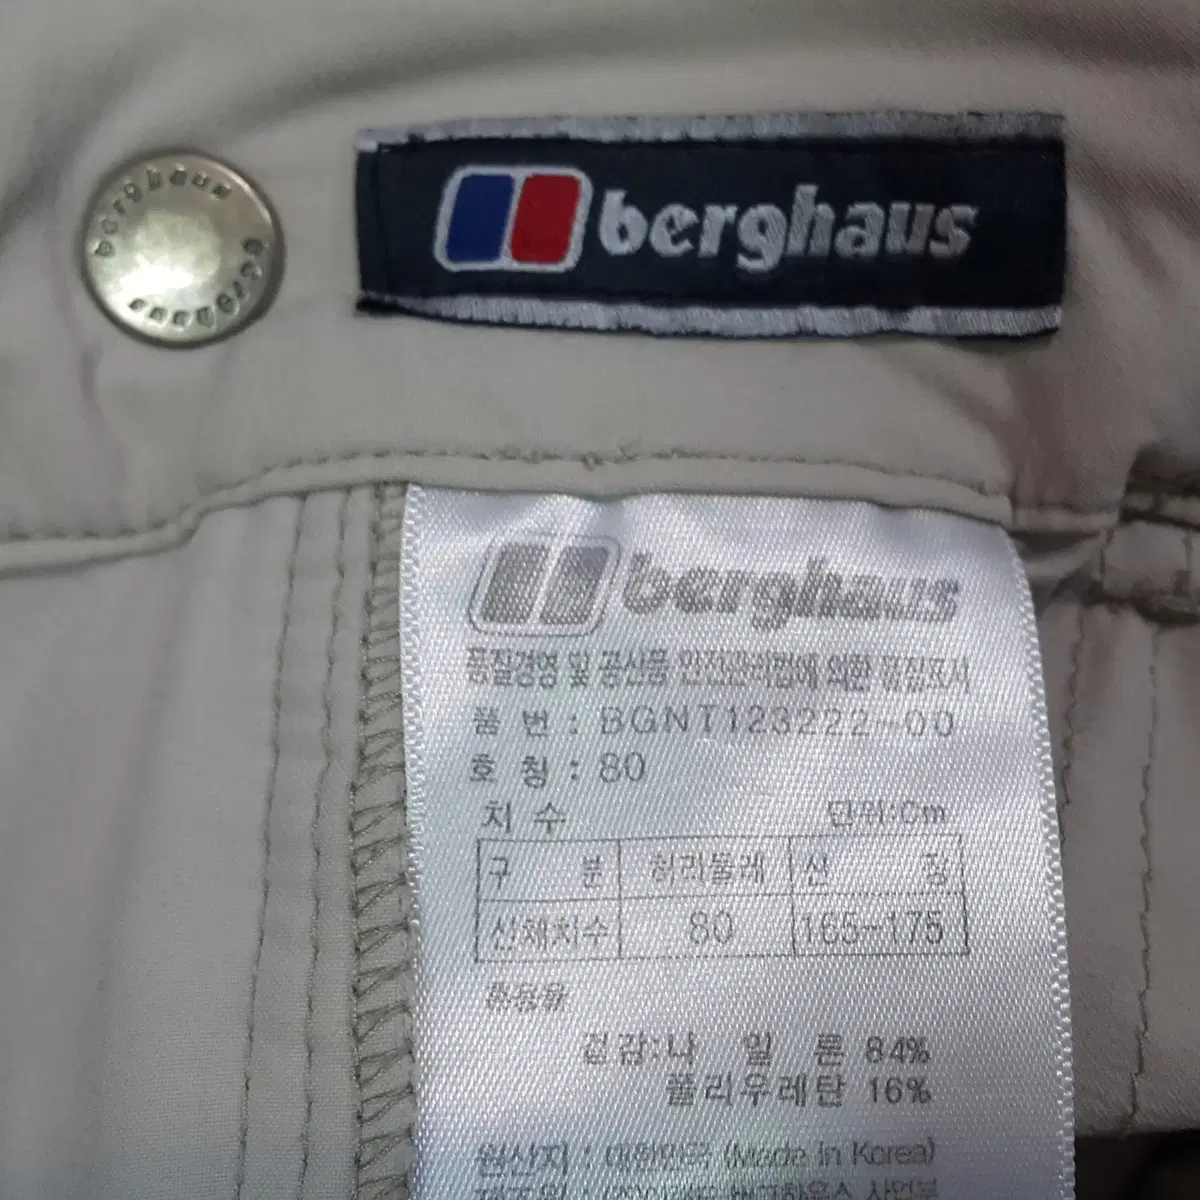 berghaus
berghaus berghaus
berghaus
품질경영 및 공산품 안전관리법에 의한 품질표시
품 번 : BGNT123222-00
호 칭 : 80
치 수 단위:Cm
구 분 허리둘레 신 장
신체치수 80 165-175
혼용율
겉감:나 일 론 84%
폴리우레탄 16%
원산지 : 대한민국 (Made In Korea)